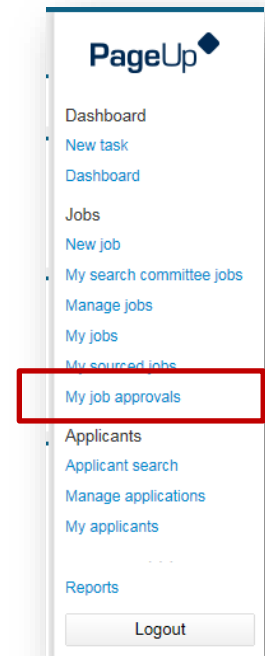 PageUp
Dashboard
New task
Dashboard
Jobs
New job
My search committee jobs
Manage jobs
My jobs
My sourced jobs
My job approvals
Applicants
Applicant search
Manage applications
My applicants
. . .
Reports
Logout